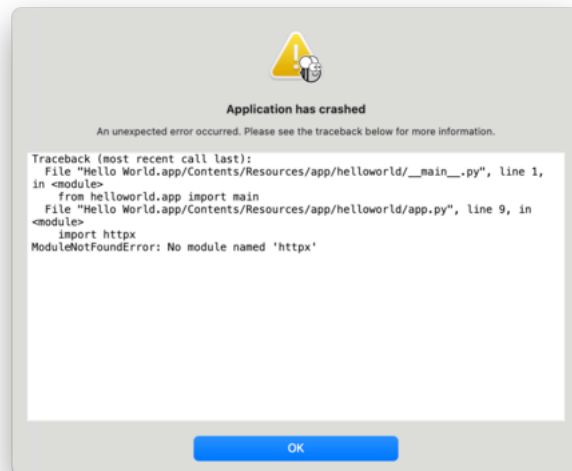 Application has crashed
An unexpected error occurred. Please see the traceback below for more information.
Traceback (most recent call last):
  File "Hello World.app/Contents/Resources/app/helloworld/__main__.py", line 1,
in <module>
    from helloworld.app import main
  File "Hello World.app/Contents/Resources/app/helloworld/app.py", line 9, in
<module>
    import httpx
ModuleNotFoundError: No module named 'httpx'
OK